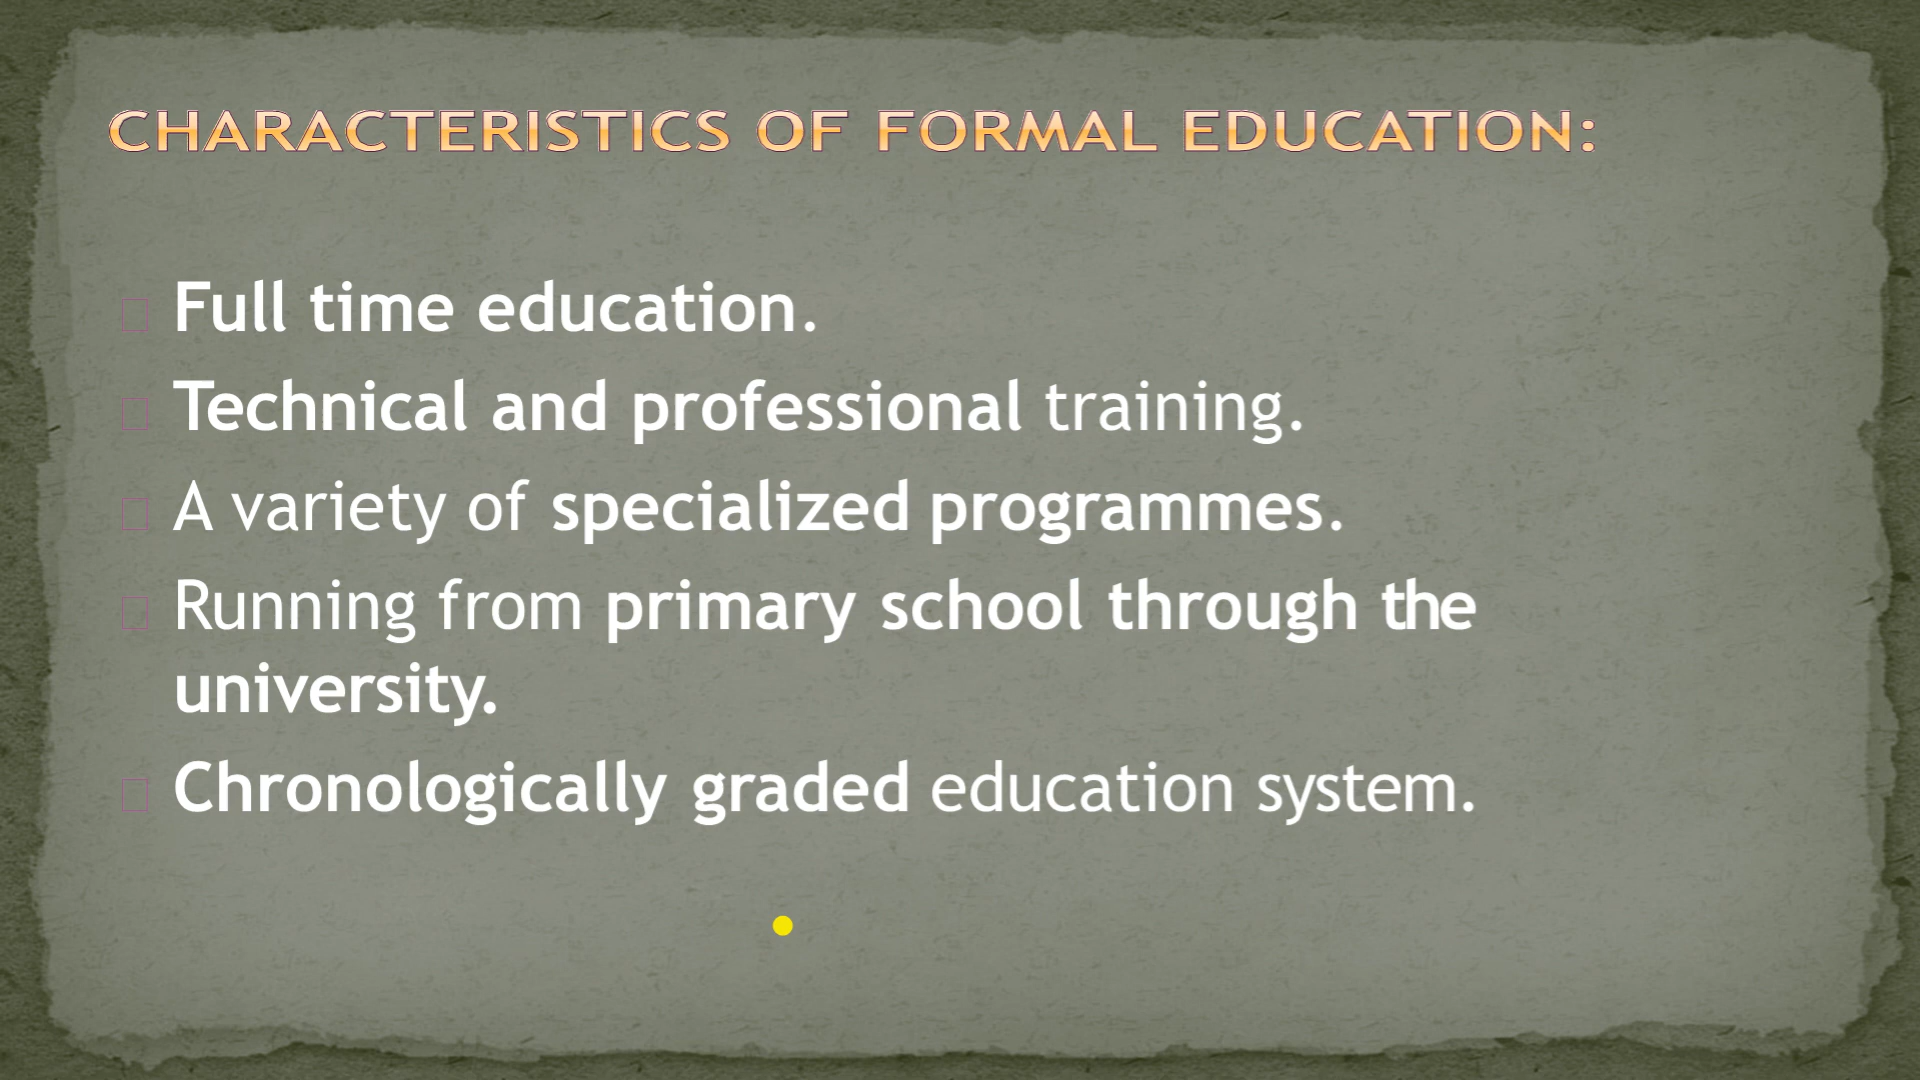 CHARACTERISTICS OF FORMAL EDUCATION:
Full time education.
Technical and professional training.
A variety of specialized programmes.
Running from primary school through the
university.
Chronologically graded education system.